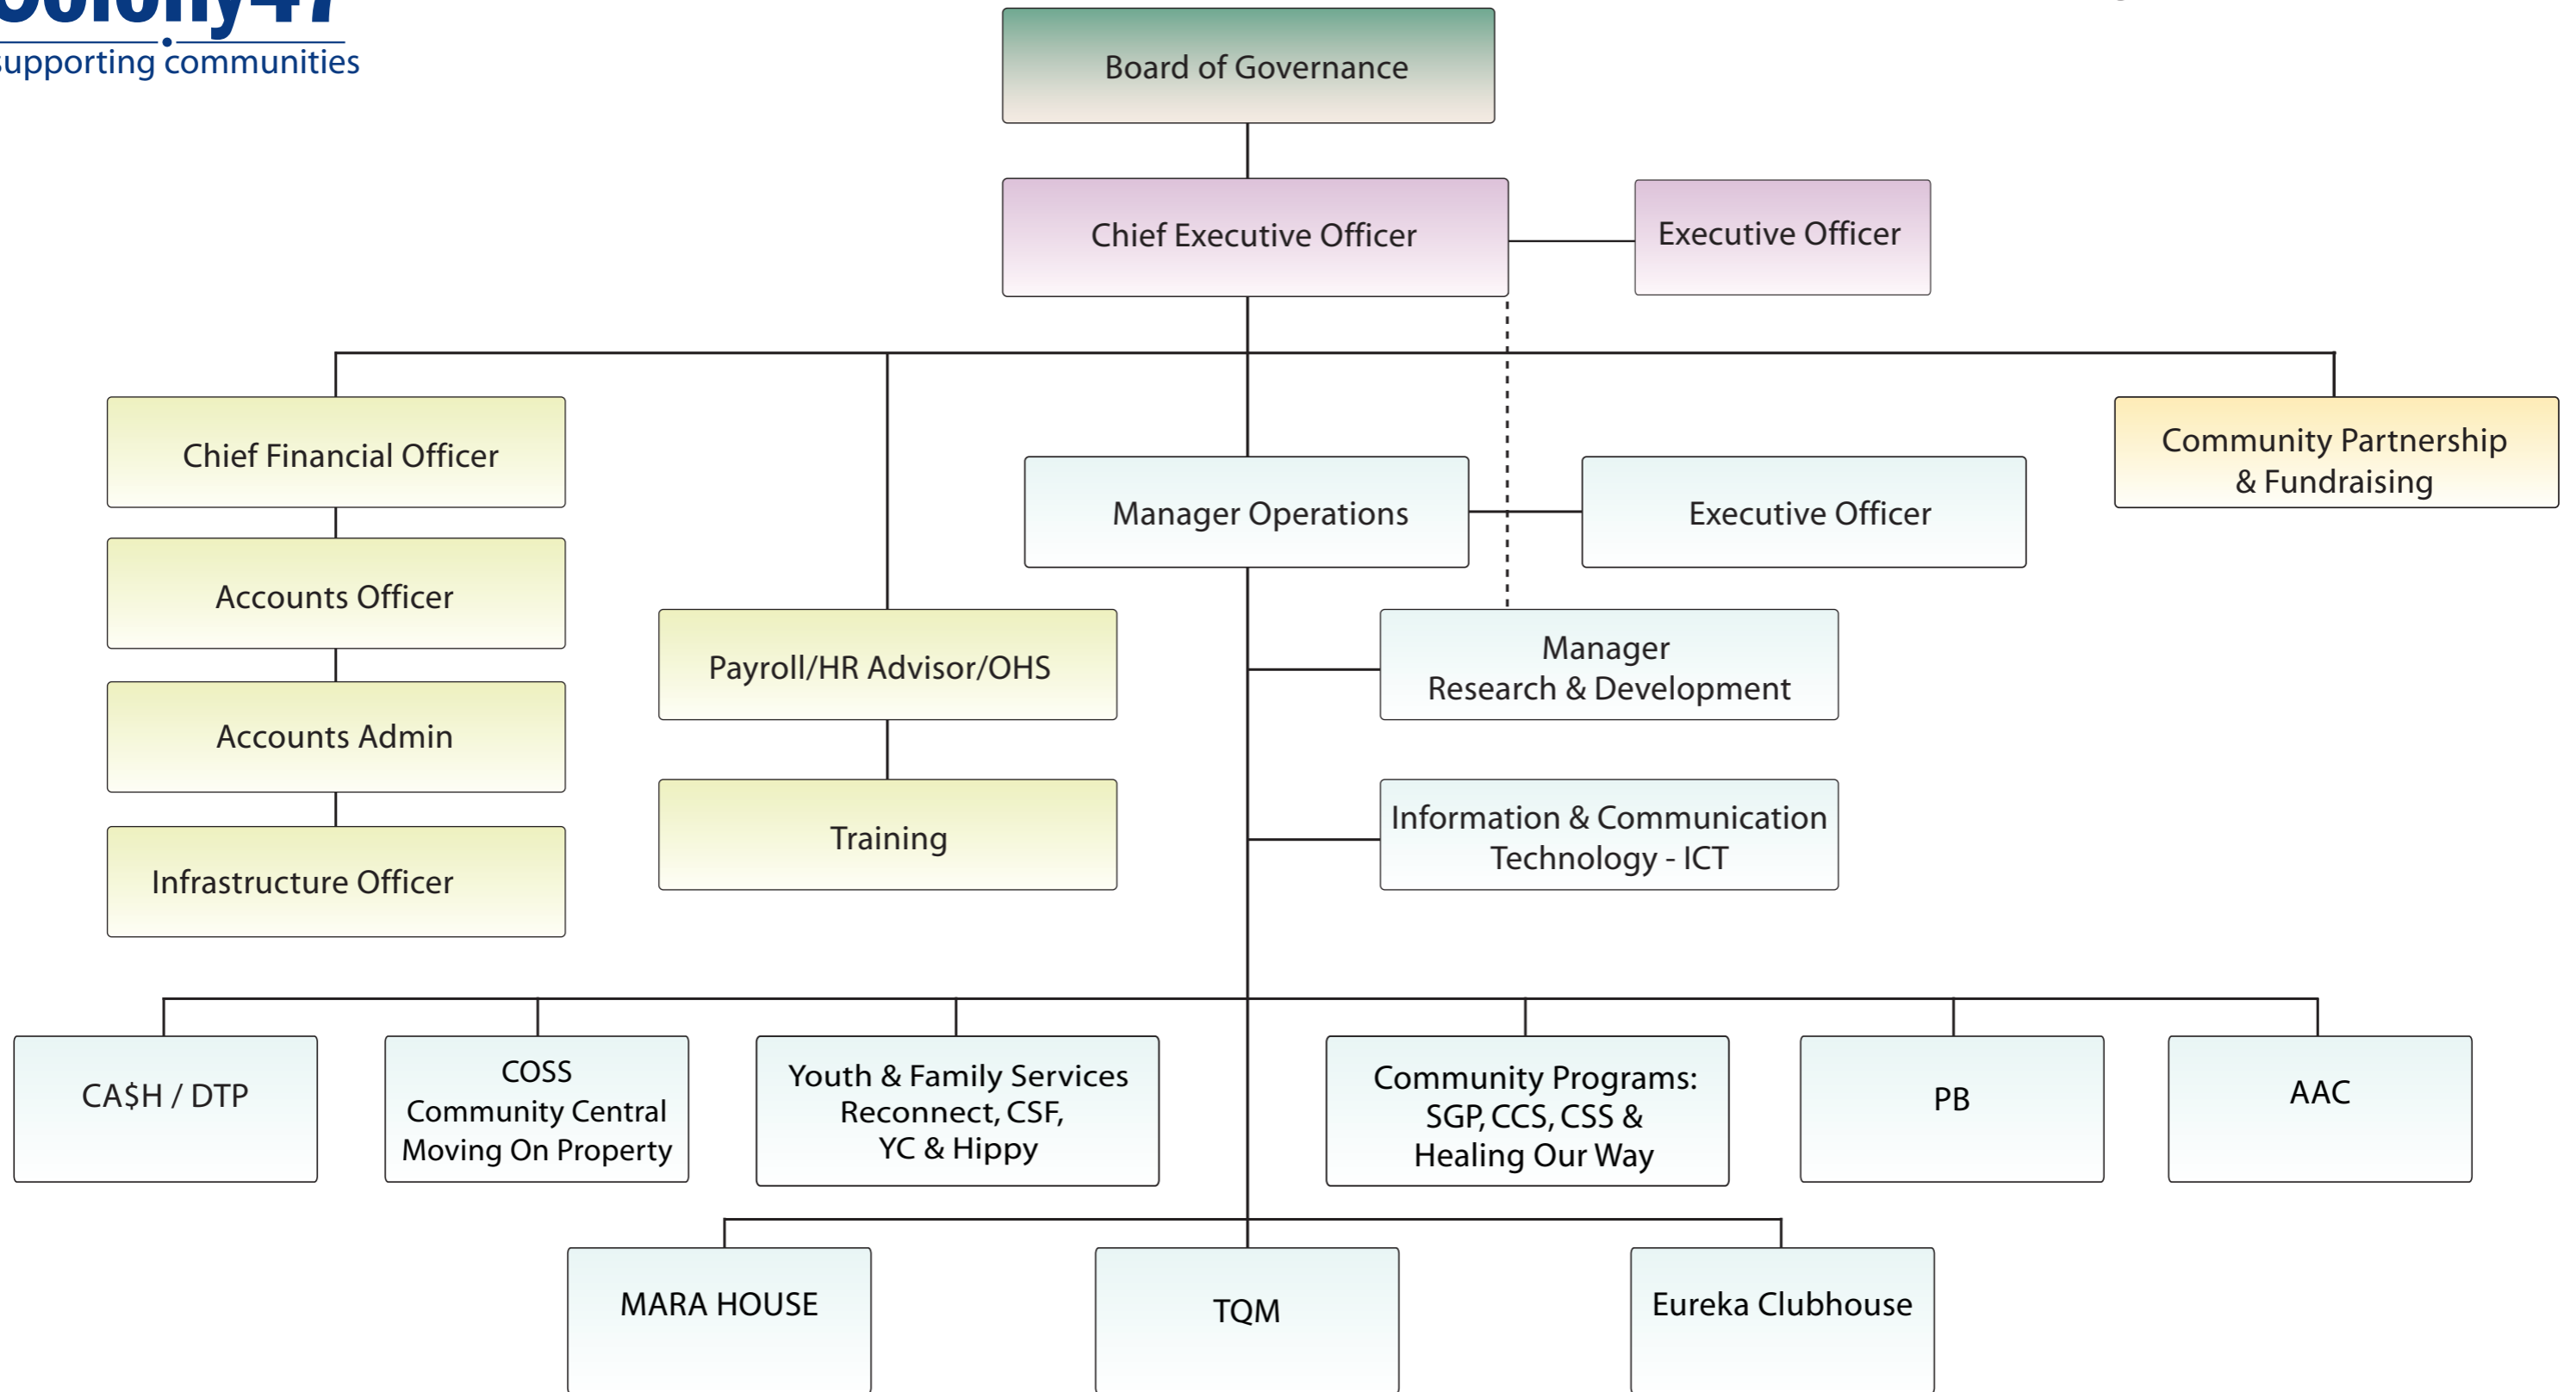 Colony47
supporting communities
Board of Governance
Chief Executive Officer
Executive Officer
Chief Financial Officer
Manager Operations
Executive Officer
Community Partnership
& Fundraising
Accounts Officer
Payroll/HR Advisor/OHS
Manager
Research & Development
Accounts Admin
Training
Information & Communication
Technology - ICT
Infrastructure Officer
CA$H / DTP
COSS
Community Central
Moving On Property
Youth & Family Services
Reconnect, CSF,
YC & Hippy
Community Programs:
SGP, CCS, CSS &
Healing Our Way
PB
AAC
MARA HOUSE
TQM
Eureka Clubhouse